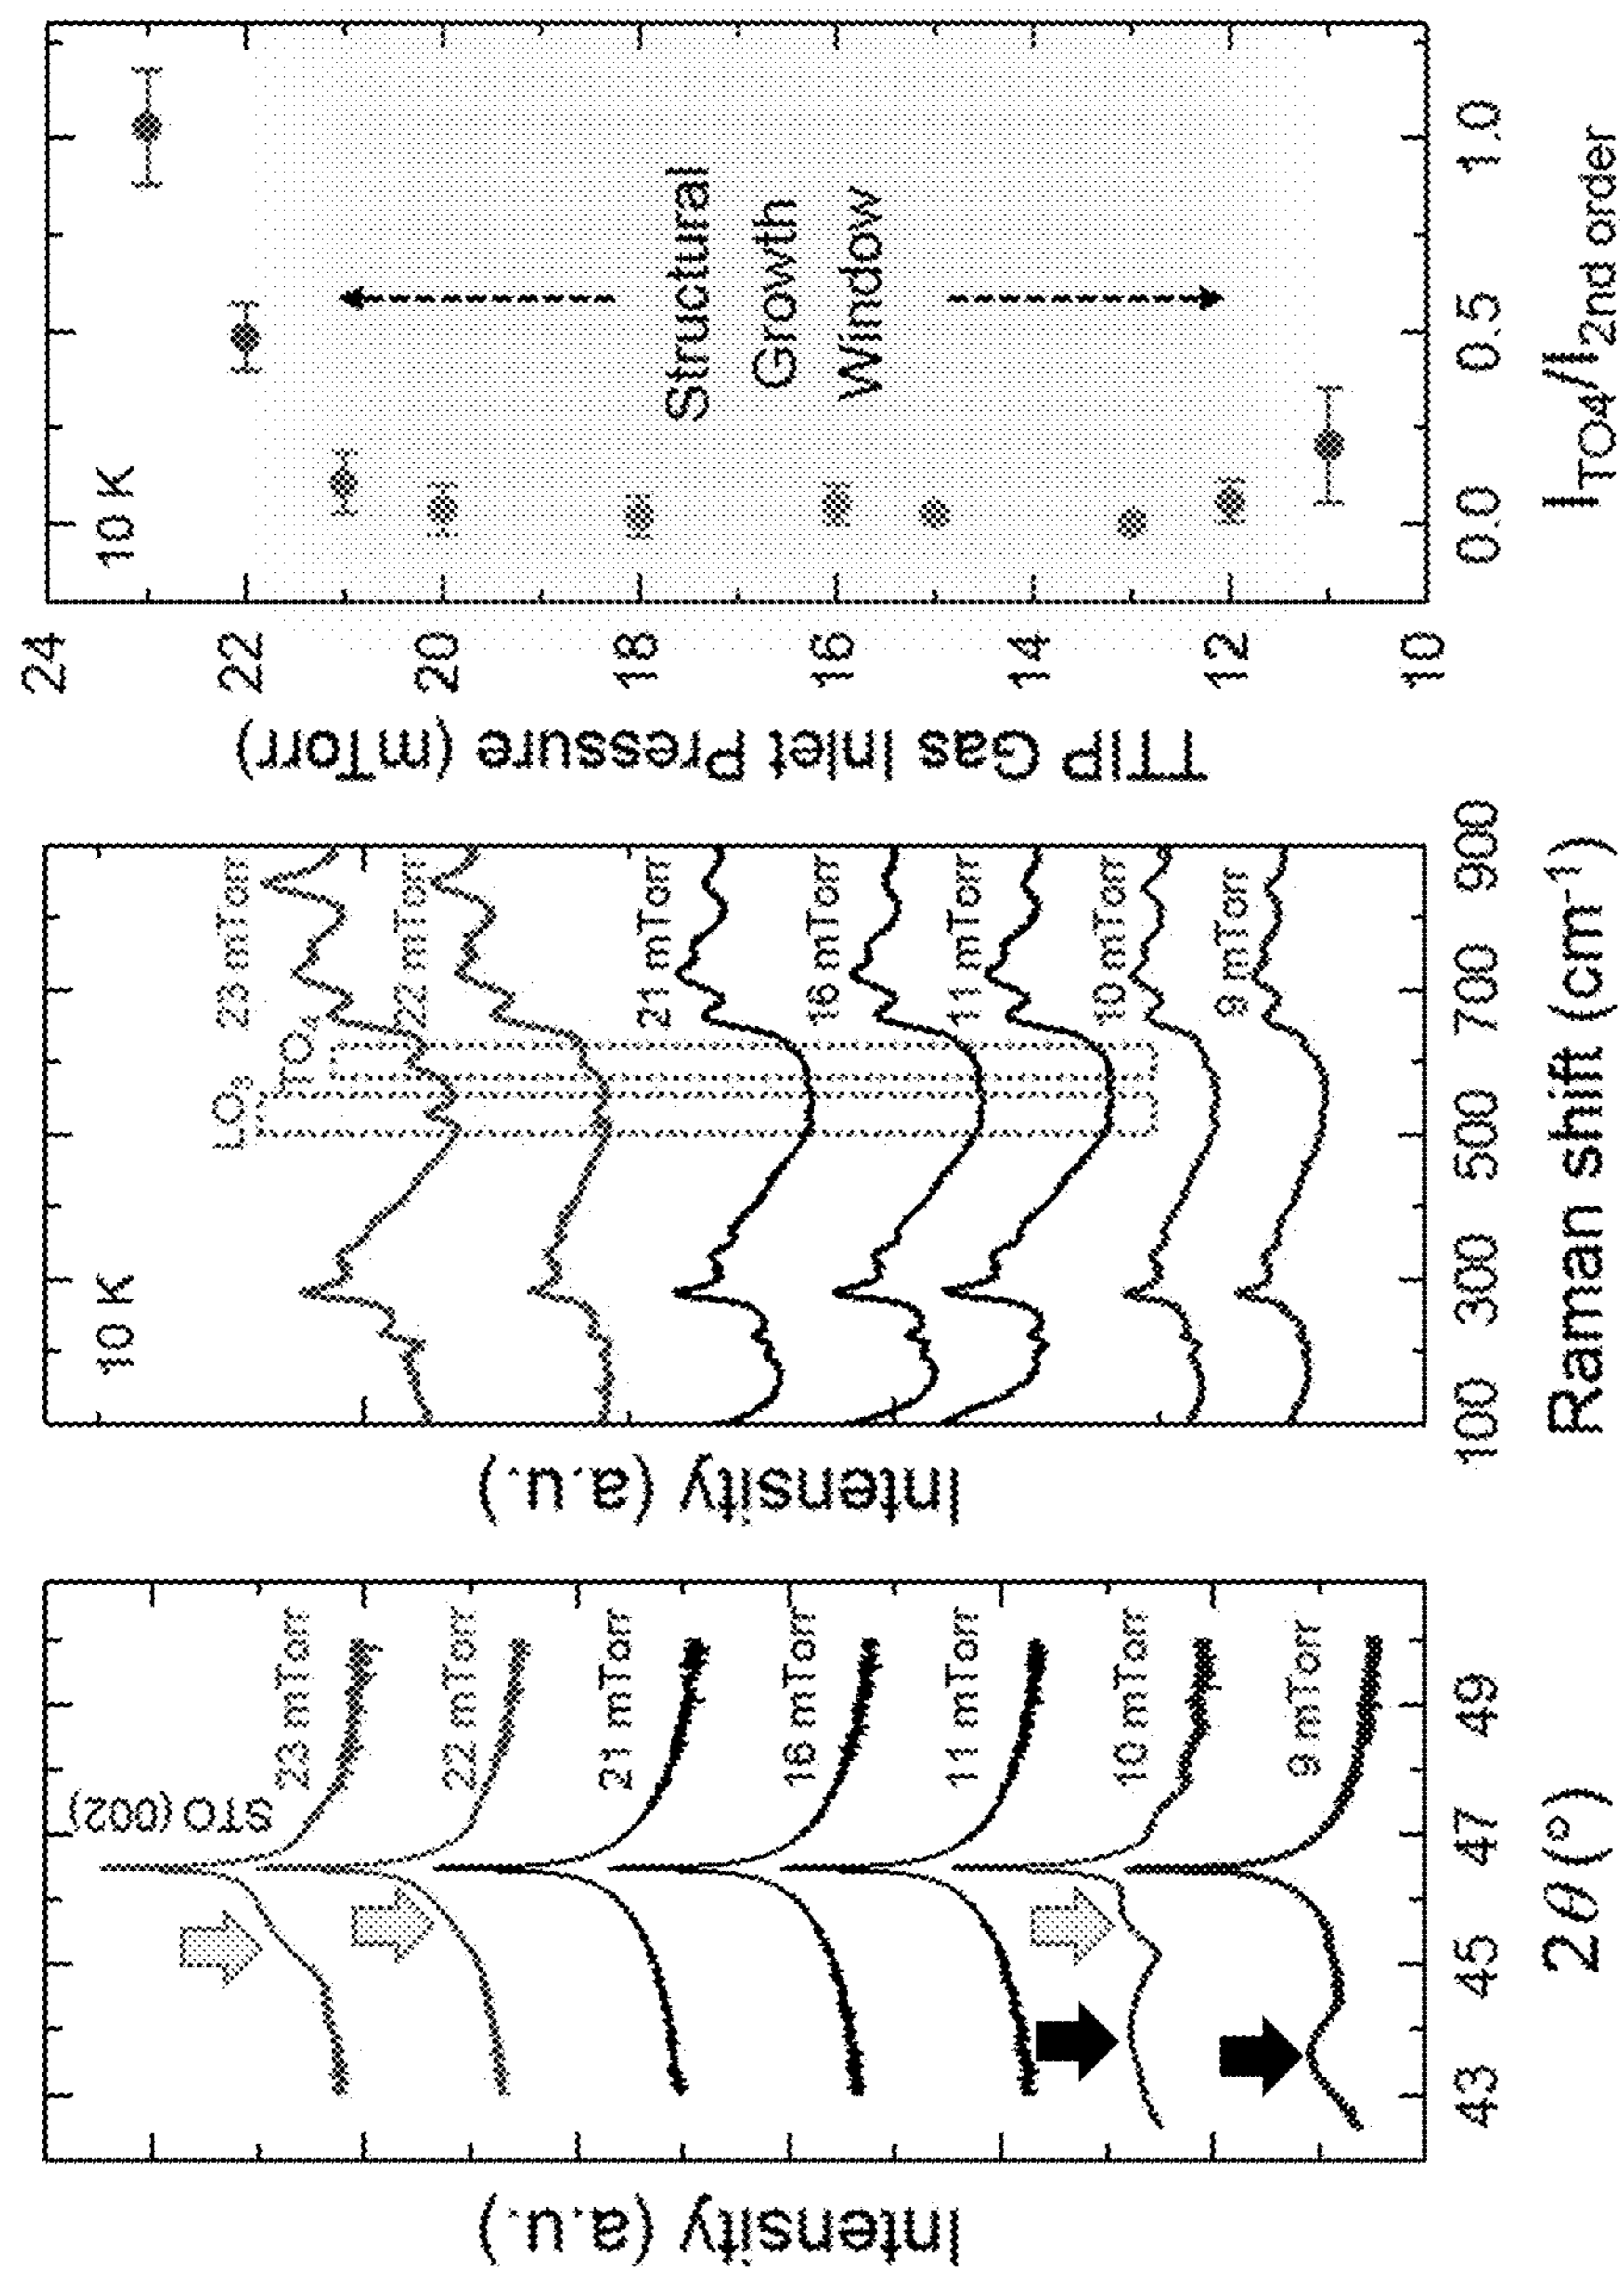 Intensity (a.u.)
STO (002)
23 mTorr
22 mTorr
21 mTorr
16 mTorr
11 mTorr
10 mTorr
9 mTorr
43 45 47 49
2θ (°)
Intensity (a.u.)
10 K
LO3
TO4
23 mTorr
22 mTorr
21 mTorr
16 mTorr
11 mTorr
10 mTorr
9 mTorr
100 300 500 700 900
Raman shift (cm-1)
TTIP Gas Inlet Pressure (mTorr)
24
22
20
18
16
14
12
10
10 K
Structural
Growth
Window
0.0 0.5 1.0
ITO4/I2nd order